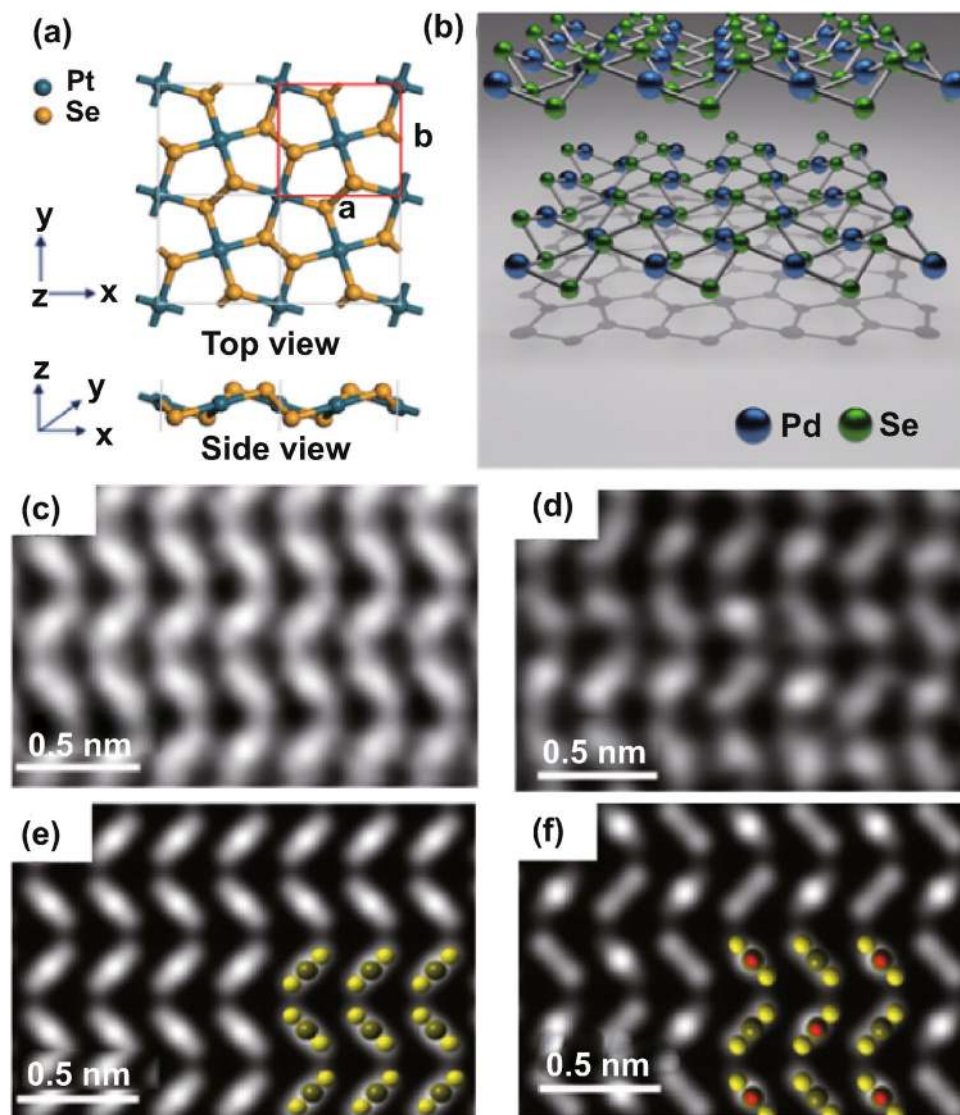 (a)
Pt
Se
b
a
y
z x
Top view
z
y
x
Side view
(b)
Pd Se
(c)
0.5 nm
(d)
0.5 nm
(e)
0.5 nm
(f)
0.5 nm